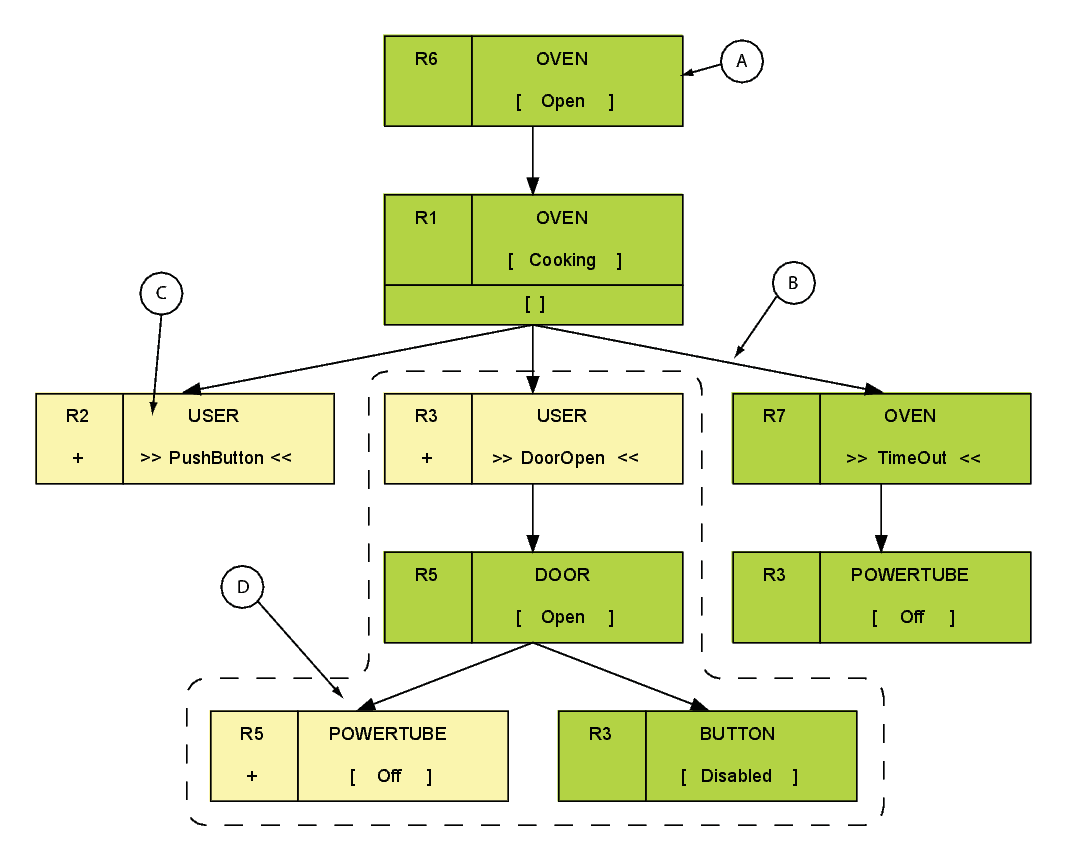 R6 OVEN
[ Open ]
A
R1 OVEN
[ Cooking ]
[ ]
C
B
R2 USER
+ >> PushButton <<
R3 USER
+ >> DoorOpen <<
R7 OVEN
>> TimeOut <<
D
R5 DOOR
[ Open ]
R3 POWERTUBE
[ Off ]
R5 POWERTUBE
+ [ Off ]
R3 BUTTON
[ Disabled ]